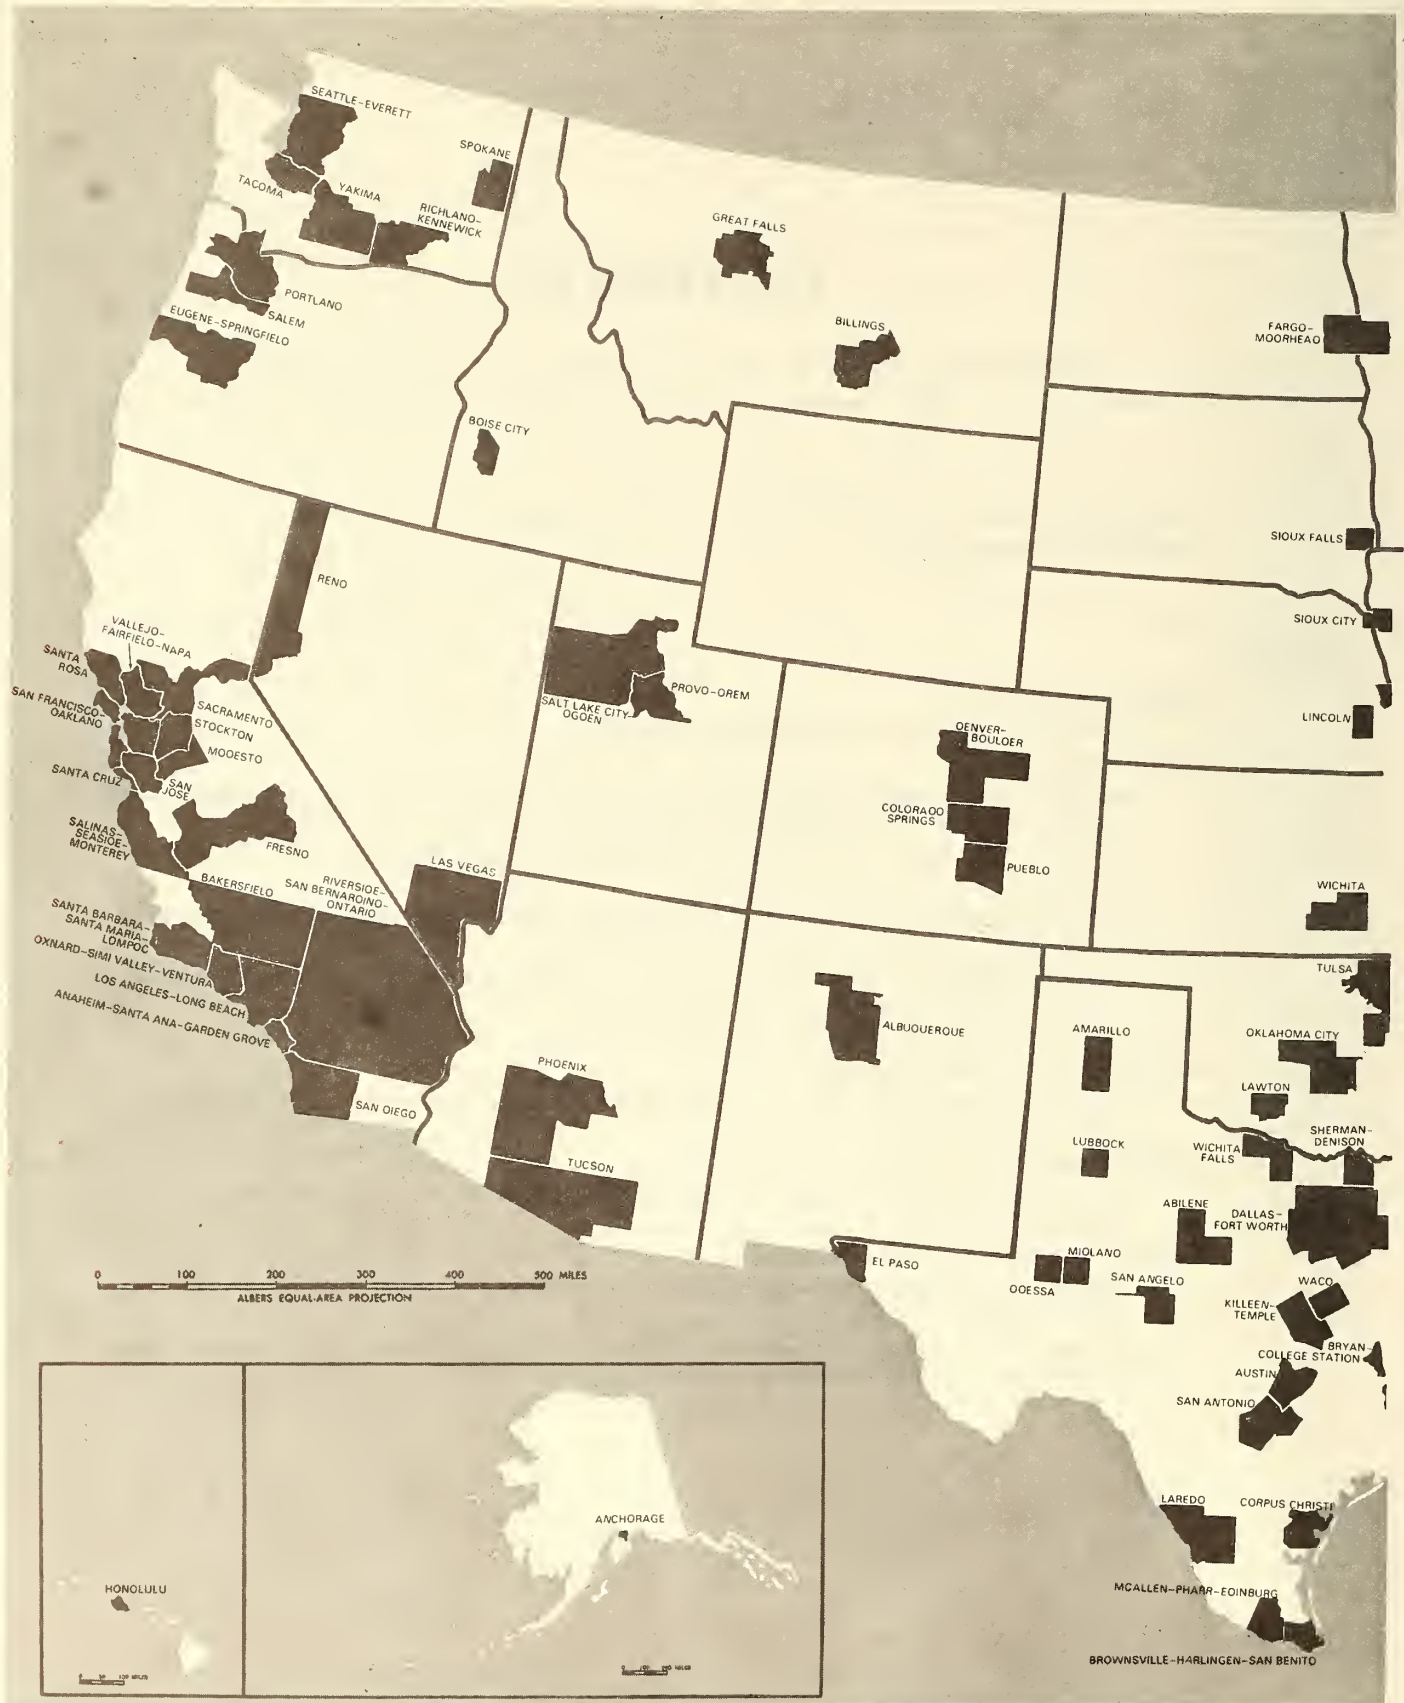 SEATTLE-EVERETT
SPOKANE
TACOMA
YAKIMA
RICHLANO-
KENNEWICK
GREAT FALLS
PORTLANO
SALEM
EUGENE-SPRINGFIELO
BILLINGS
FARGO-
MOORHEAO
BOISE CITY
SIOUX FALLS
RENO
SIOUX CITY
VALLEJO-
FAIRFIELO-NAPA
SANTA
ROSA
SAN FRANCISCO-
OAKLANO
SACRAMENTO
STOCKTON
MOOESTO
SANTA CRUZ
SAN
JOSE
SALT LAKE CITY-
OGOEN
PROVO-OREM
LINCOLN
OENVER-
BOULOER
COLORAOO
SPRINGS
PUEBLO
SALINAS-
SEASIOE-
MONTEREY
FRESNO
BAKERSFIELO
RIVERSIOE-
SAN BERNAROINO-
ONTARIO
LAS VEGAS
WICHITA
SANTA BARBARA-
SANTA MARIA-
LOMPOC
OXNARD-SIMI VALLEY-VENTURA
LOS ANGELES-LONG BEACH
ANAHEIM-SANTA ANA-GARDEN GROVE
SAN OIEGO
TULSA
ALBUOUEROUE
AMARILLO
OKLAHOMA CITY
PHOENIX
LAWTON
TUCSON
LUBBOCK
WICHITA
FALLS
SHERMAN-
DENISON
ABILENE
DALLAS-
FORT WORTH
EL PASO
MIOLANO
OOESSA
SAN ANGELO
WACO
KILLEEN-
TEMPLE
BRYAN-
COLLEGE STATION
AUSTIN
SAN ANTONIO
0 100 200 300 400 500 MILES
ALBERS EQUAL-AREA PROJECTION
LAREDO
CORPUS CHRISTI
ANCHORAGE
HONOLULU
MCALLEN-PHARR-EOINBURG
BROWNSVILLE-HARLINGEN-SAN BENITO